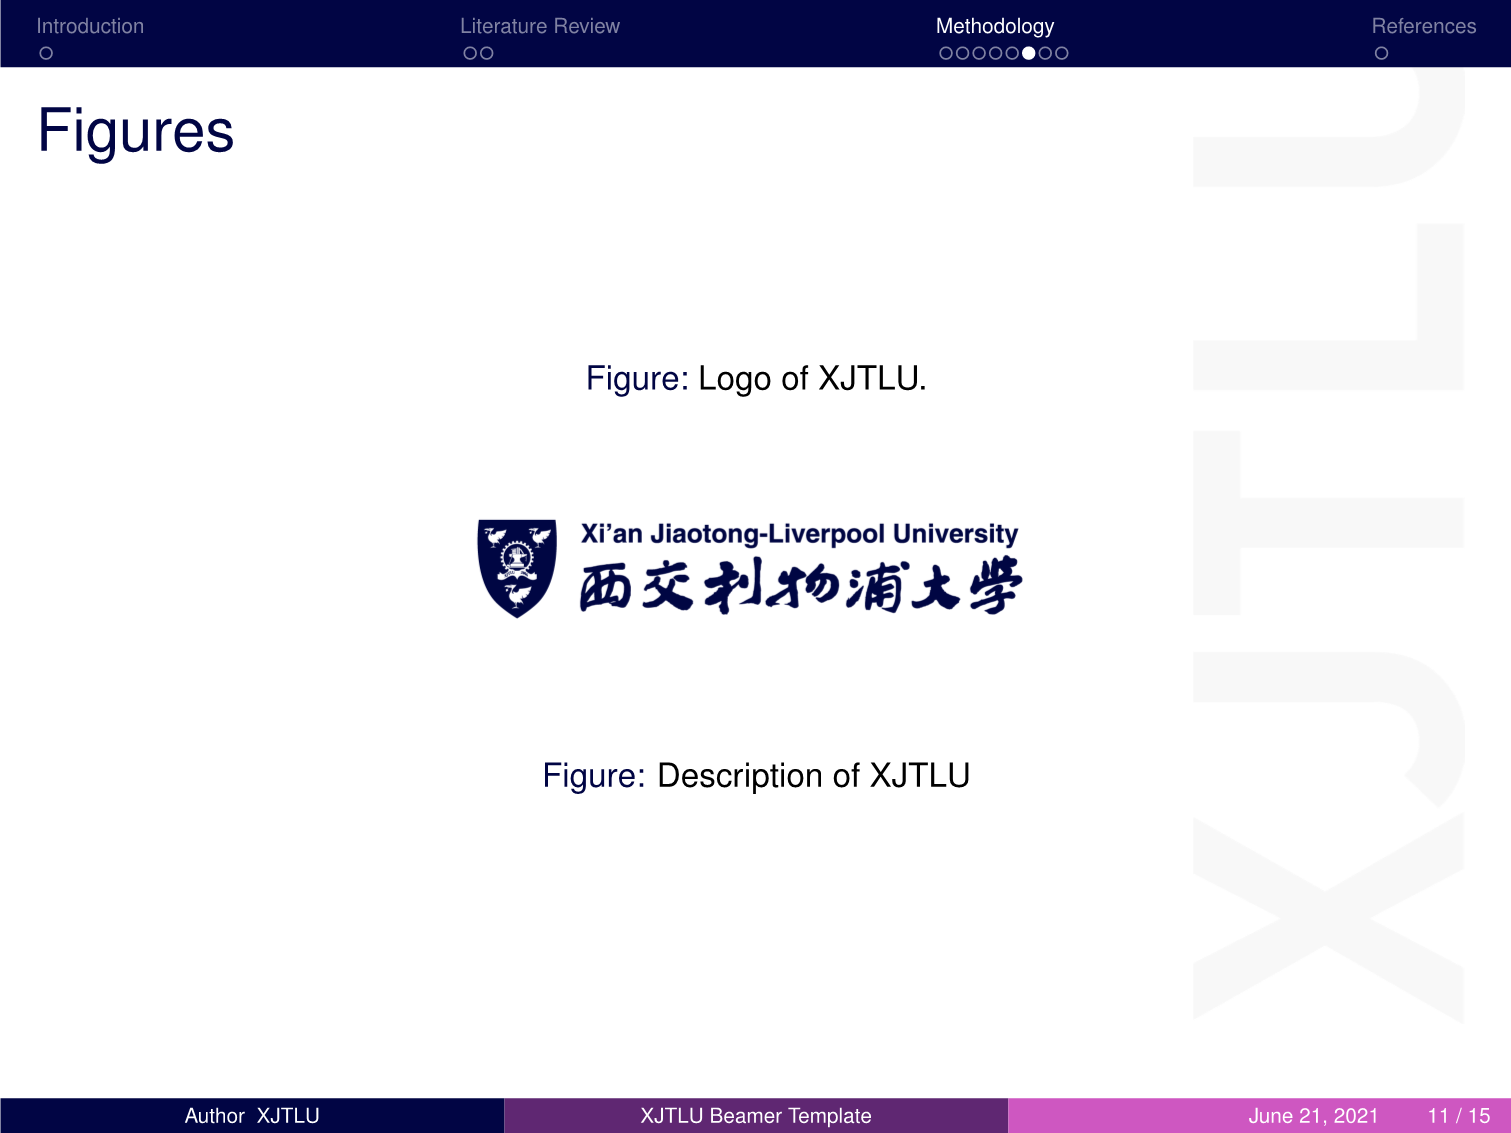 Introduction
Literature Review
Methodology
References
Figures
Figure: Logo of XJTLU.
Xi’an Jiaotong-Liverpool University
西交利物浦大學
Figure: Description of XJTLU
XJTLU
Author XJTLU
XJTLU Beamer Template
June 21, 2021
11 / 15